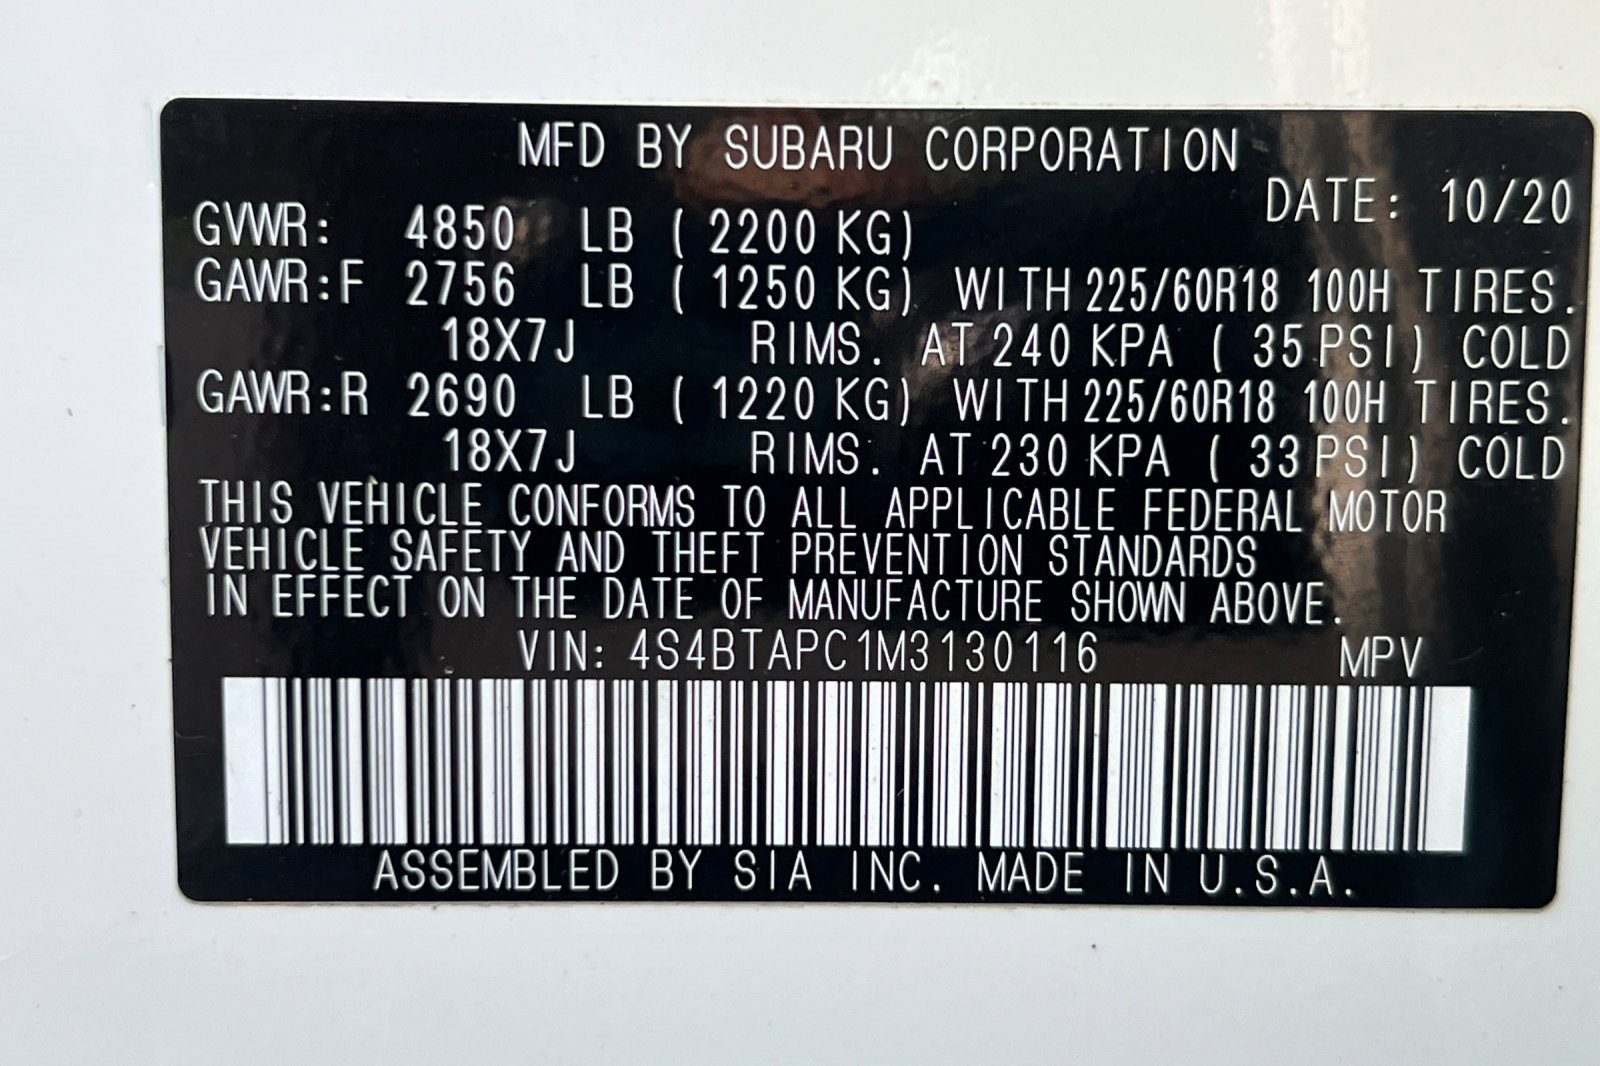 MFD BY SUBARU CORPORATION
DATE: 10/20
GVWR: 4850 LB ( 2200 KG)
GAWR:F 2756 LB ( 1250 KG) WITH 225/60R18 100H TIRES.
18X7J RIMS. AT 240 KPA ( 35 PSI) COLD
GAWR:R 2690 LB ( 1220 KG) WITH 225/60R18 100H TIRES.
18X7J RIMS. AT 230 KPA ( 33 PSI) COLD
THIS VEHICLE CONFORMS TO ALL APPLICABLE FEDERAL MOTOR
VEHICLE SAFETY AND THEFT PREVENTION STANDARDS
IN EFFECT ON THE DATE OF MANUFACTURE SHOWN ABOVE.
VIN: 4S4BTAPC1M3130116 MPV
ASSEMBLED BY SIA INC. MADE IN U.S.A.